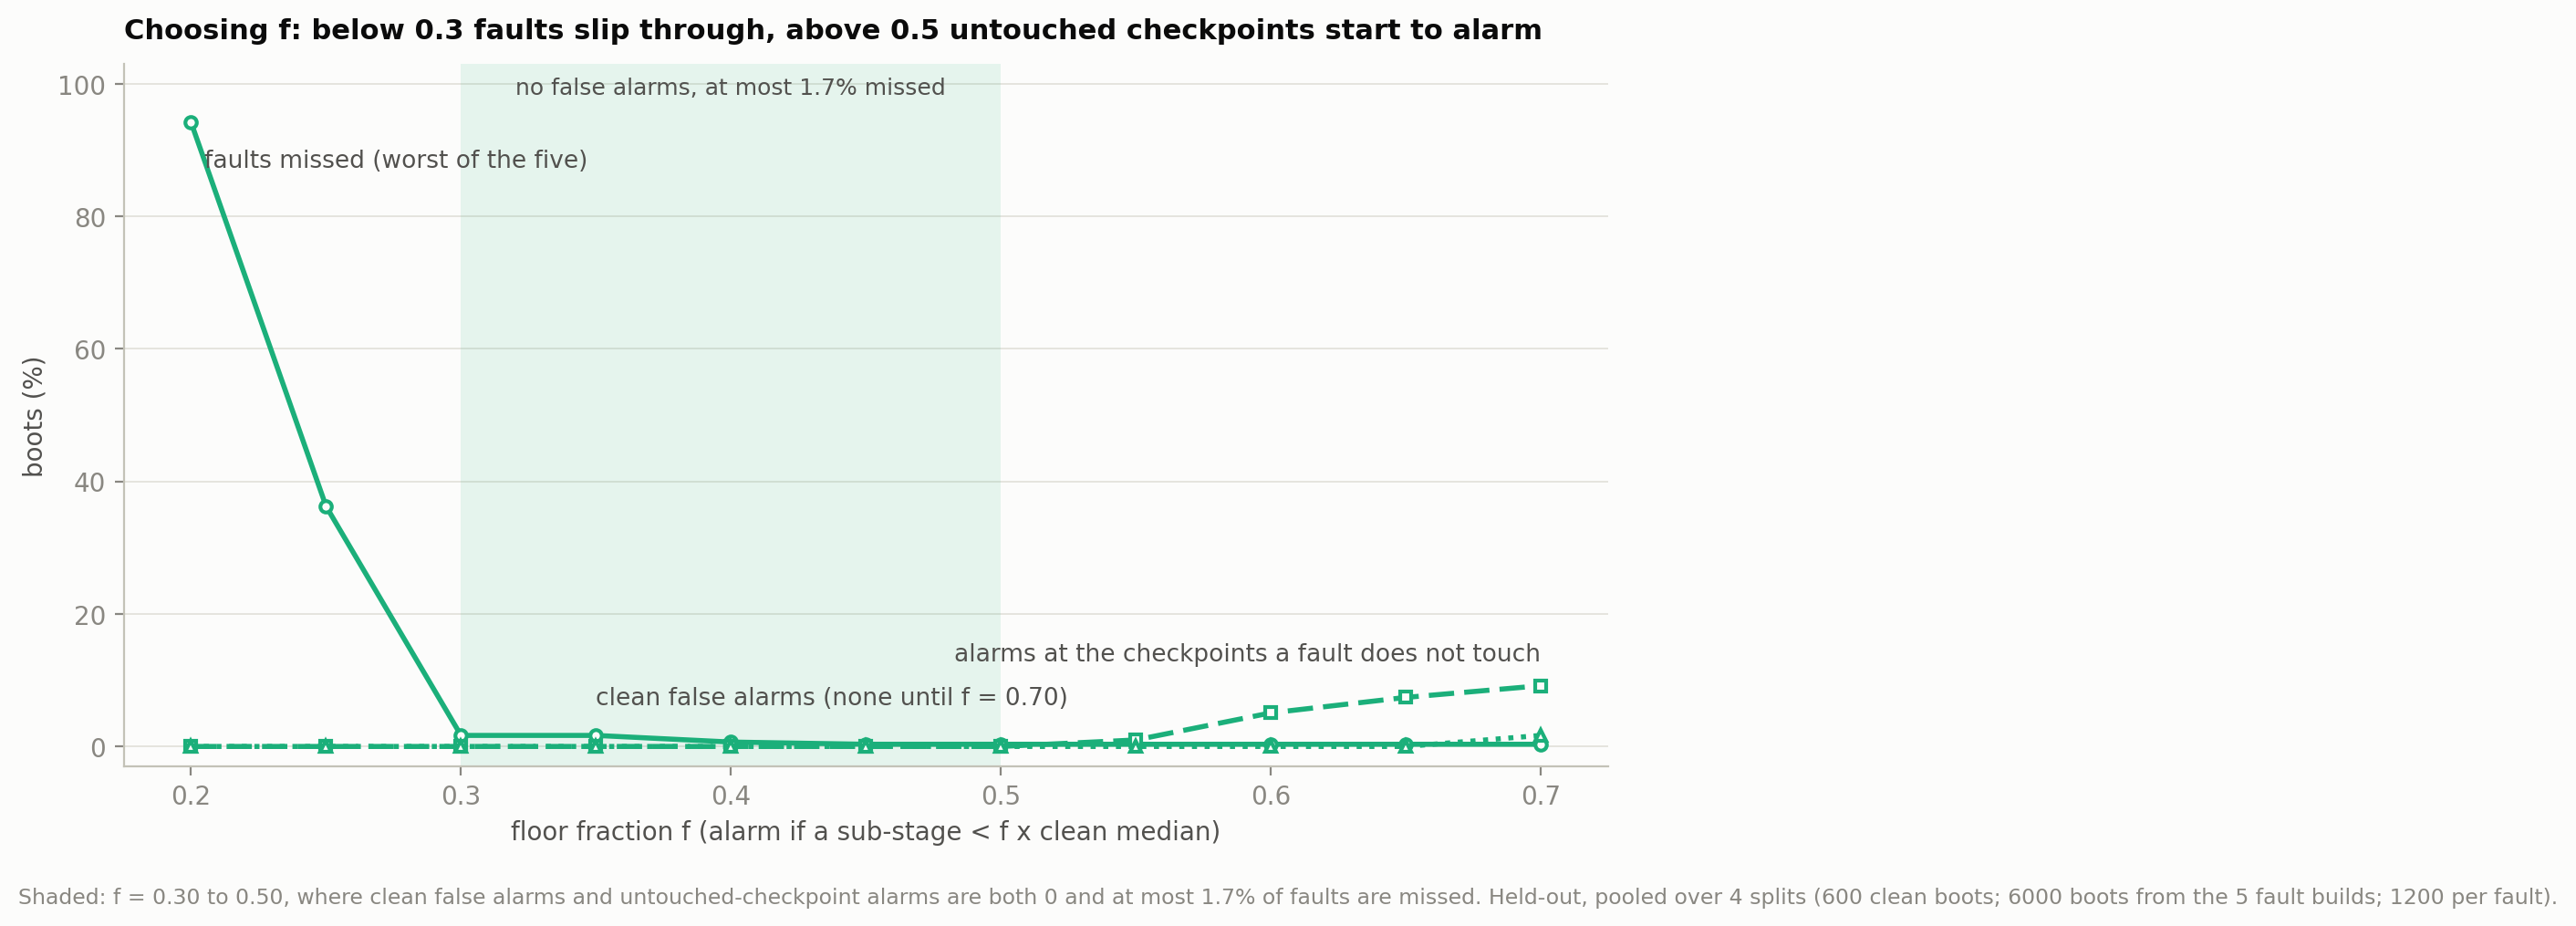 Choosing f: below 0.3 faults slip through, above 0.5 untouched checkpoints start to alarm
no false alarms, at most 1.7% missed
faults missed (worst of the five)
alarms at the checkpoints a fault does not touch
clean false alarms (none until f = 0.70)
boots (%)
100
80
60
40
20
0
0.2
0.3
0.4
0.5
0.6
0.7
floor fraction f (alarm if a sub-stage < f x clean median)
Shaded: f = 0.30 to 0.50, where clean false alarms and untouched-checkpoint alarms are both 0 and at most 1.7% of faults are missed. Held-out, pooled over 4 splits (600 clean boots; 6000 boots from the 5 fault builds; 1200 per fault).